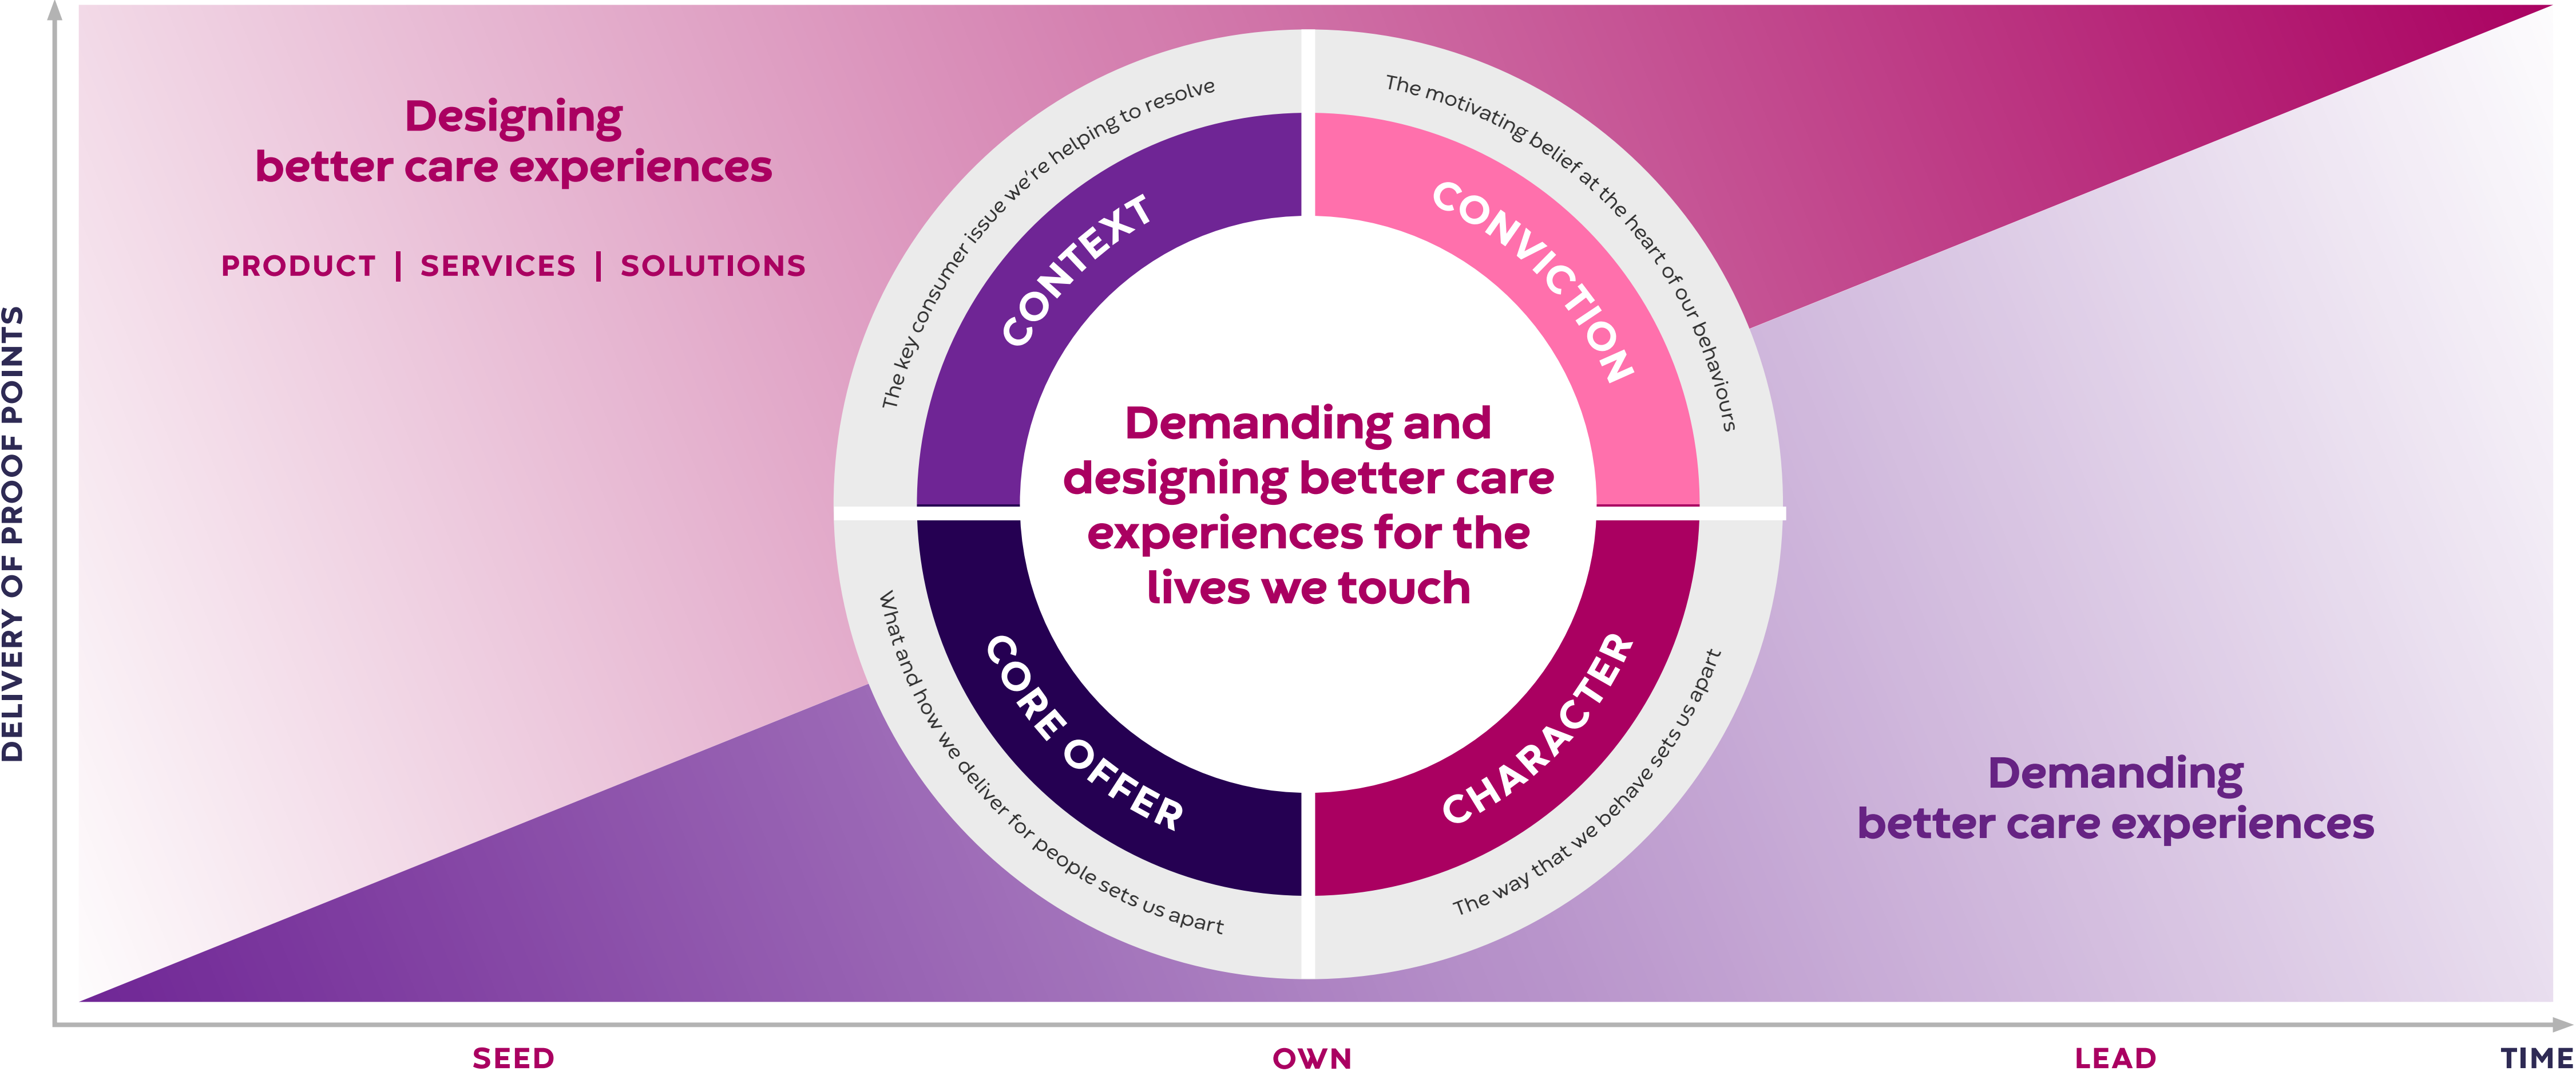 DELIVERY OF PROOF POINTS
Designing
better care experiences
PRODUCT | SERVICES | SOLUTIONS
The key consumer issue we're helping to resolve
CONTEXT
The motivating belief at the heart of our behaviours
CONVICTION
Demanding and
designing better care
experiences for the
lives we touch
What and how we deliver for people sets us apart
CORE OFFER
The way that we behave sets us apart
CHARACTER
Demanding
better care experiences
SEED
OWN
LEAD
TIME